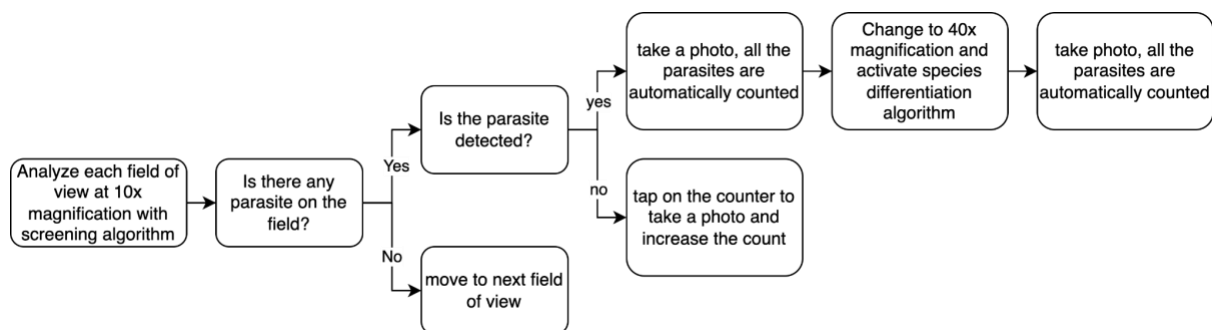 Analyze each field of
view at 10x
magnification with
screening algorithm
Is there any
parasite on the
field?
Yes
No
Is the parasite
detected?
move to next field
of view
yes
no
take a photo, all the
parasites are
automatically counted
Change to 40x
magnification and
activate species
differentiation
algorithm
take photo, all the
parasites are
automatically counted
tap on the counter to
take a photo and
increase the count